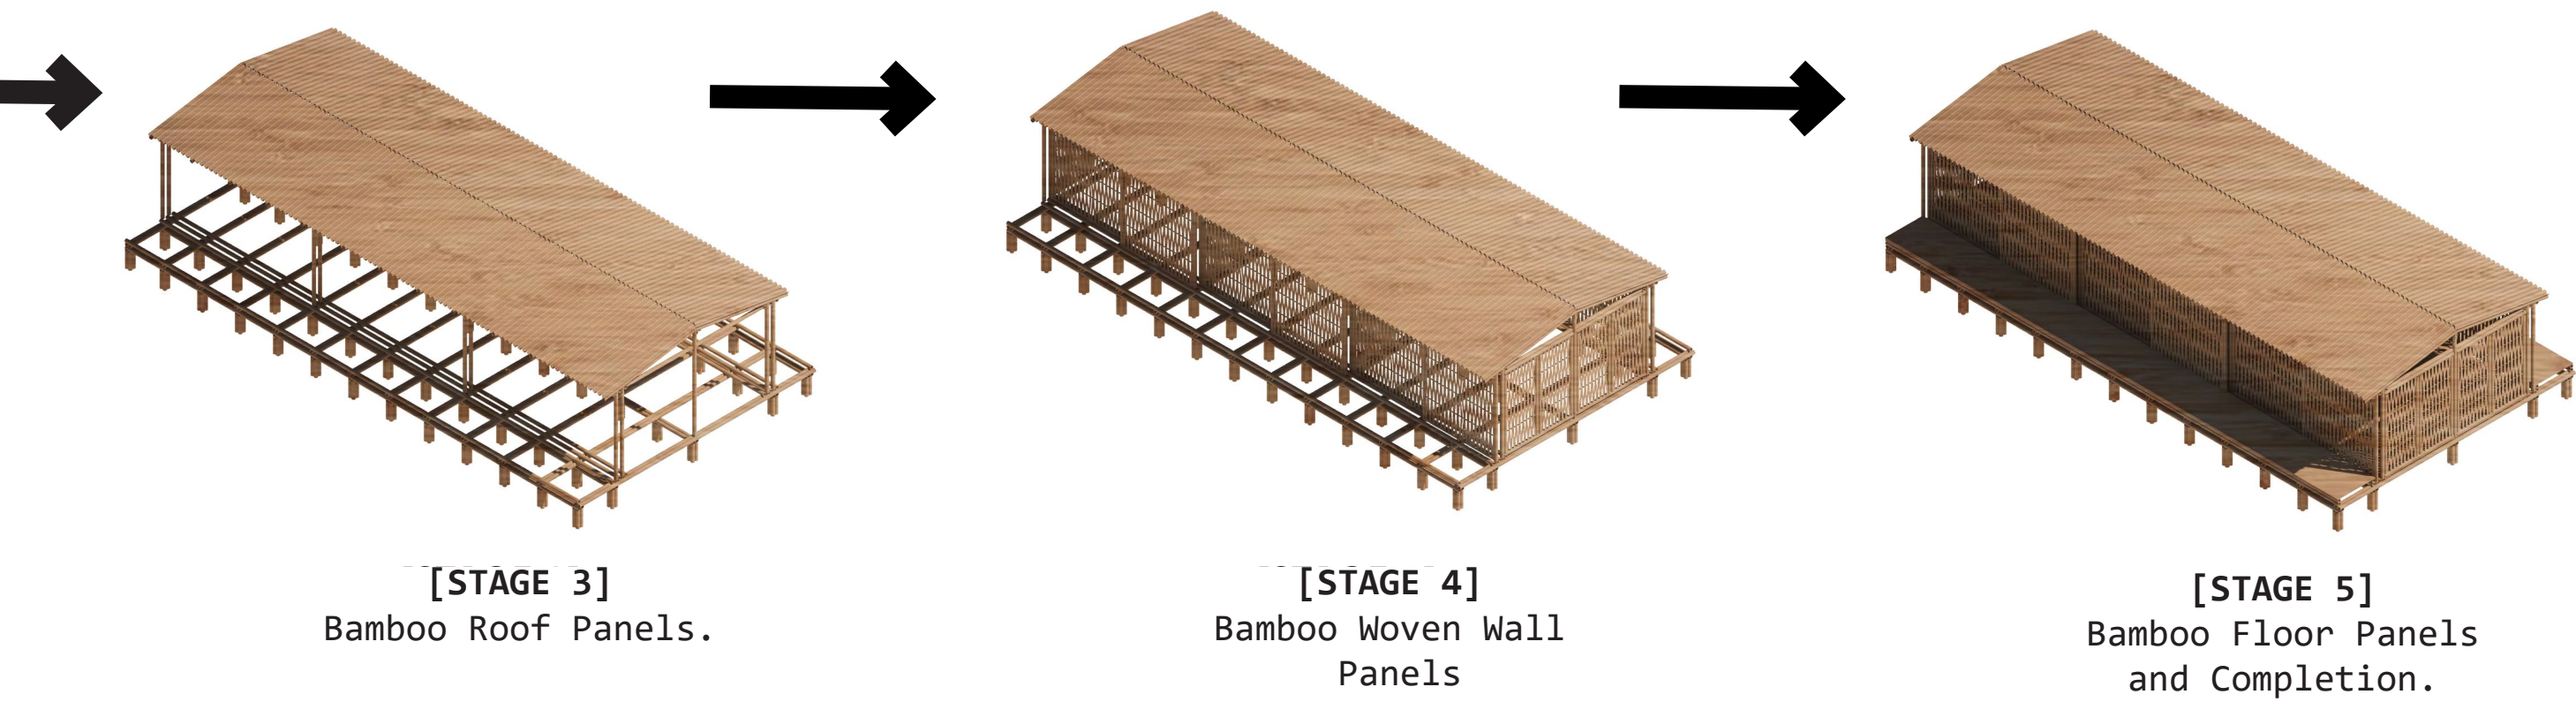 [STAGE 3]
Bamboo Roof Panels.
[STAGE 4]
Bamboo Woven Wall
Panels
[STAGE 5]
Bamboo Floor Panels
and Completion.